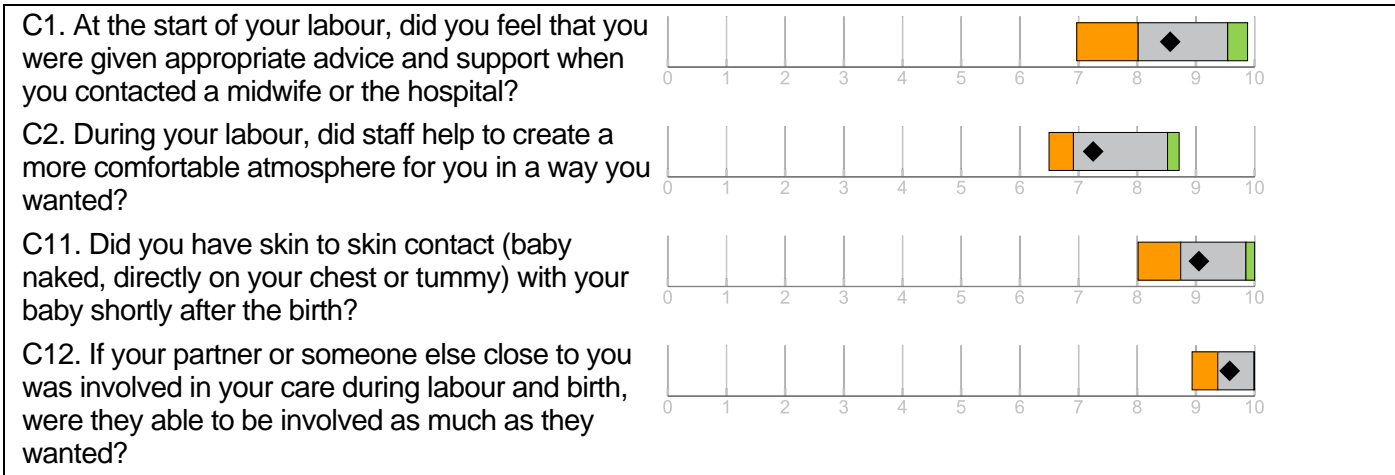 C1. At the start of your labour, did you feel that you
were given appropriate advice and support when
you contacted a midwife or the hospital?
0 1 2 3 4 5 6 7 8 9 10
C2. During your labour, did staff help to create a
more comfortable atmosphere for you in a way you
wanted?
0 1 2 3 4 5 6 7 8 9 10
C11. Did you have skin to skin contact (baby
naked, directly on your chest or tummy) with your
baby shortly after the birth?
0 1 2 3 4 5 6 7 8 9 10
C12. If your partner or someone else close to you
was involved in your care during labour and birth,
were they able to be involved as much as they
wanted?
0 1 2 3 4 5 6 7 8 9 10